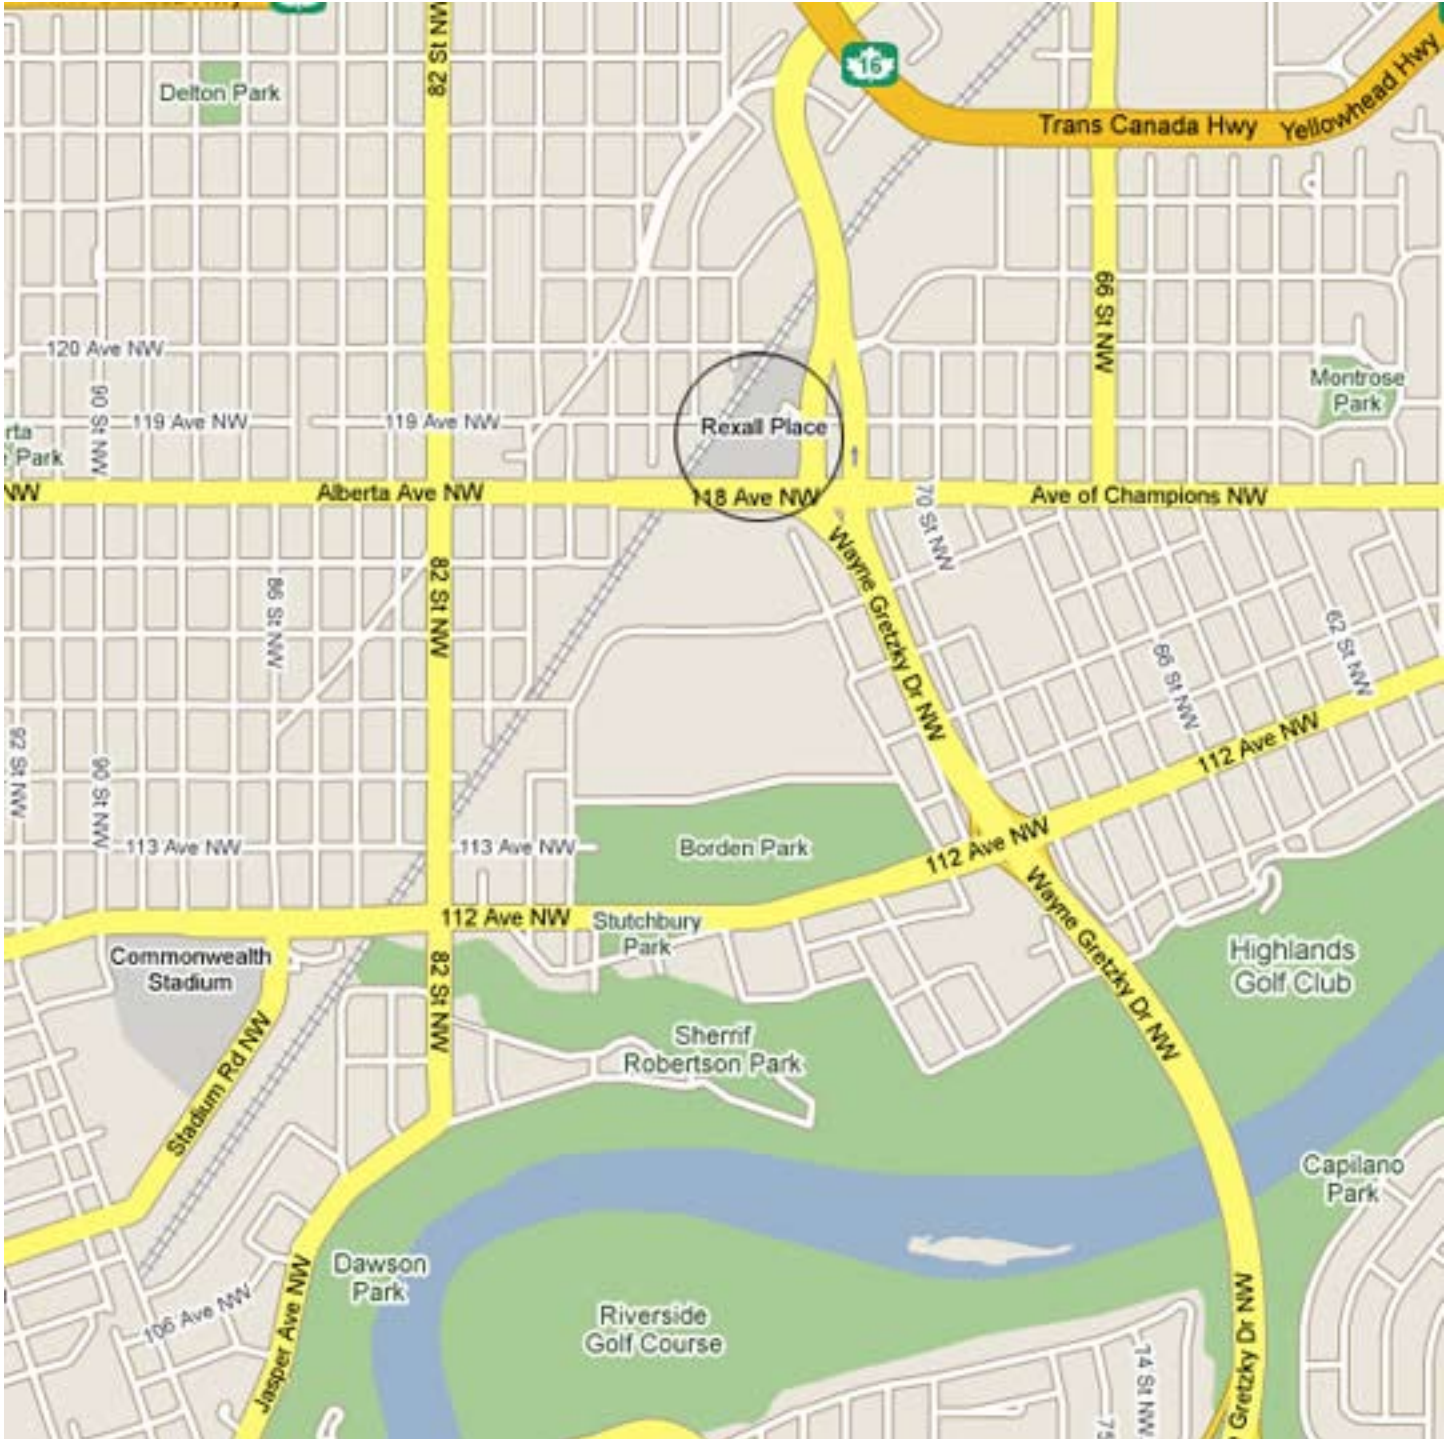 82 St NW
16
Delton Park
Trans Canada Hwy
Yellowhead Hwy
66 St NW
120 Ave NW
Montrose
Park
90 St NW
119 Ave NW
119 Ave NW
Rexall Place
rta
Park
NW
Alberta Ave NW
118 Ave NW
Ave of Champions NW
70 St NW
Wayne Gretzky Dr NW
82 St NW
86 St NW
62 St NW
66 St NW
92 St NW
90 St NW
112 Ave NW
113 Ave NW
113 Ave NW
Borden Park
112 Ave NW
112 Ave NW
Stutchbury
Park
Wayne Gretzky Dr NW
Commonwealth
Stadium
82 St NW
Highlands
Golf Club
Sherrif
Robertson Park
Stadium Rd NW
Capilano
Park
Dawson
Park
106 Ave NW
Jasper Ave NW
Riverside
Golf Course
74 St NW
75
Gretzky Dr NW